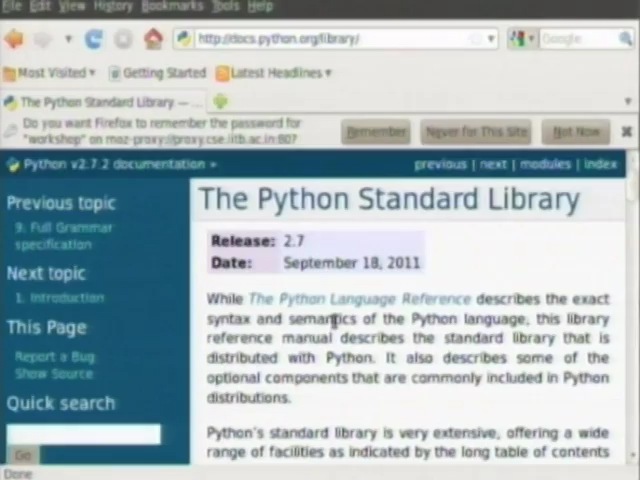 File Edit View History Bookmarks Tools Help
http://docs.python.org/library/
Google
Most Visited
Getting Started
Latest Headlines
The Python Standard Library — ...
Do you want Firefox to remember the password for
"workshop" on moz-proxy://proxy.cse.iitb.ac.in:80?
Remember
Never for This Site
Not Now
Python v2.7.2 documentation »
previous | next | modules | index
Previous topic
9. Full Grammar
specification
Next topic
1. Introduction
This Page
Report a Bug
Show Source
Quick search
Go
The Python Standard Library
Release: 2.7
Date: September 18, 2011
While The Python Language Reference describes the exact
syntax and semantics of the Python language, this library
reference manual describes the standard library that is
distributed with Python. It also describes some of the
optional components that are commonly included in Python
distributions.
Python's standard library is very extensive, offering a wide
range of facilities as indicated by the long table of contents
Done